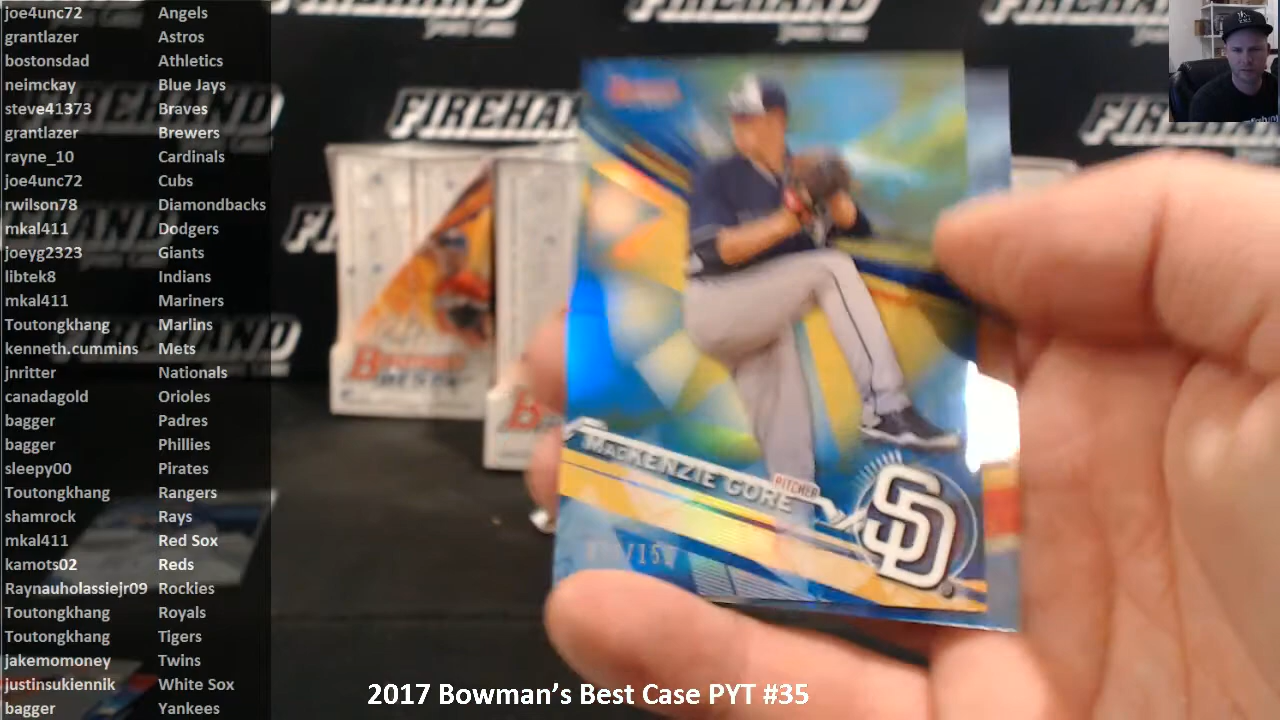 joe4unc72 Angels
grantlazer Astros
bostonsdad Athletics
neimckay Blue Jays
steve41373 Braves
grantlazer Brewers
rayne_10 Cardinals
joe4unc72 Cubs
rwilson78 Diamondbacks
mkal411 Dodgers
joeyg2323 Giants
libtek8 Indians
mkal411 Mariners
Toutongkhang Marlins
kenneth.cummins Mets
jnritter Nationals
canadagold Orioles
bagger Padres
bagger Phillies
sleepy00 Pirates
Toutongkhang Rangers
shamrock Rays
mkal411 Red Sox
kamots02 Reds
Raynauholassiejr09 Rockies
Toutongkhang Royals
Toutongkhang Tigers
jakemomoney Twins
justinsukiennik White Sox
bagger Yankees
FIREHAND
MacKENZIE GORE
PITCHER
SD
2017 Bowman's Best Case PYT #35